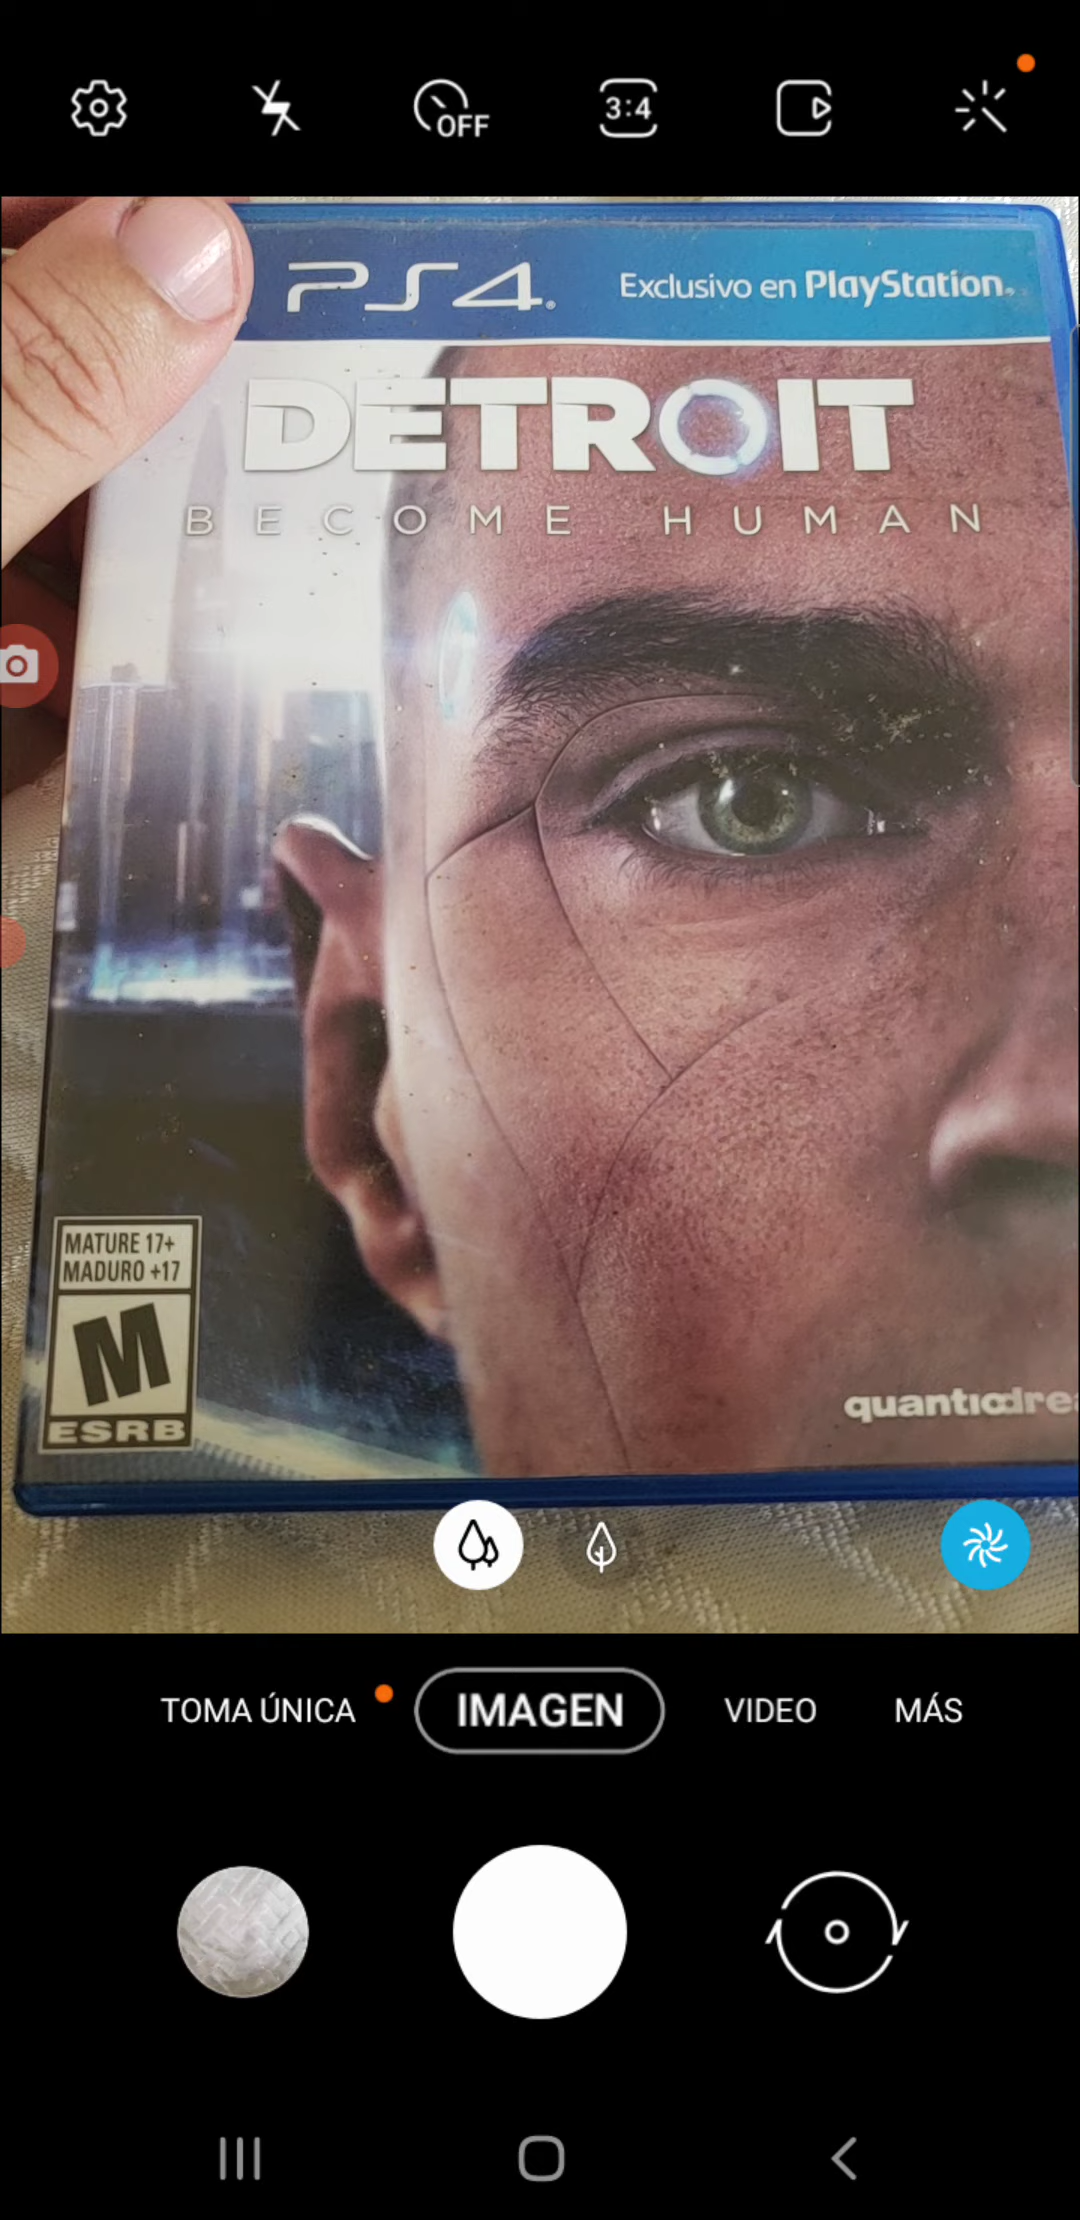 OFF
3:4
PS4
Exclusivo en PlayStation
DETROIT
BECOME HUMAN
MATURE 17+
MADURO +17
M
ESRB
quanticdrea
TOMA ÚNICA
IMAGEN
VIDEO
MÁS